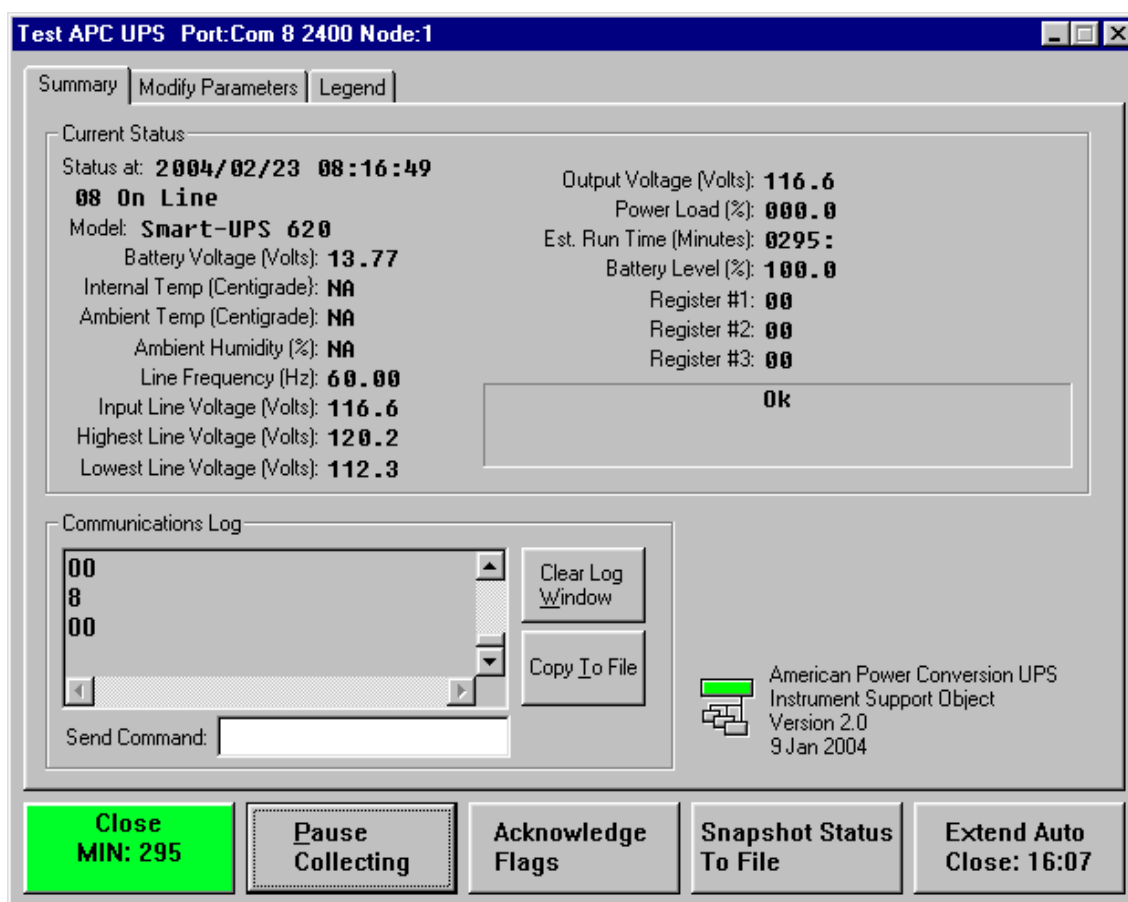 Test APC UPS Port:Com 8 2400 Node:1
Summary
Modify Parameters
Legend
Current Status
Status at: 2004/02/23 08:16:49
08 On Line
Model: Smart-UPS 620
Battery Voltage (Volts): 13.77
Internal Temp (Centigrade}: NA
Ambient Temp (Centigrade): NA
Ambient Humidity (%): NA
Line Frequency (Hz): 60.00
Input Line Voltage (Volts): 116.6
Highest Line Voltage (Volts): 120.2
Lowest Line Voltage (Volts): 112.3
Output Voltage (Volts): 116.6
Power Load (%): 000.0
Est. Run Time (Minutes): 0295:
Battery Level (%): 100.0
Register #1: 00
Register #2: 00
Register #3: 00
Ok
Communications Log
00
8
00
Clear Log
Window
Copy To File
Send Command:
American Power Conversion UPS
Instrument Support Object
Version 2.0
9 Jan 2004
Close
MIN: 295
Pause
Collecting
Acknowledge
Flags
Snapshot Status
To File
Extend Auto
Close: 16:07